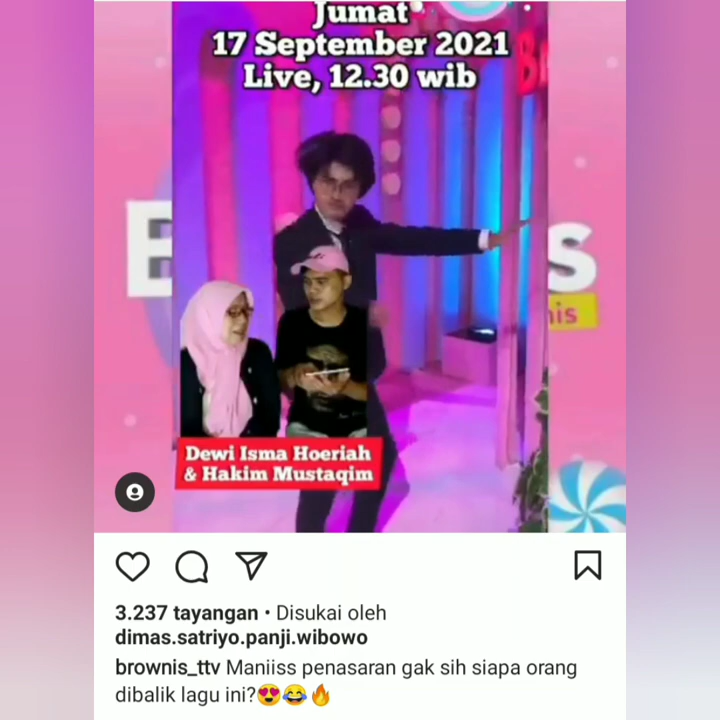 Jumat
17 September 2021
Live, 12.30 wib
Dewi Isma Hoeriah
& Hakim Mustaqim
3.237 tayangan • Disukai oleh
dimas.satriyo.panji.wibowo
brownis_ttv Maniiss penasaran gak sih siapa orang
dibalik lagu ini?😍😂🔥